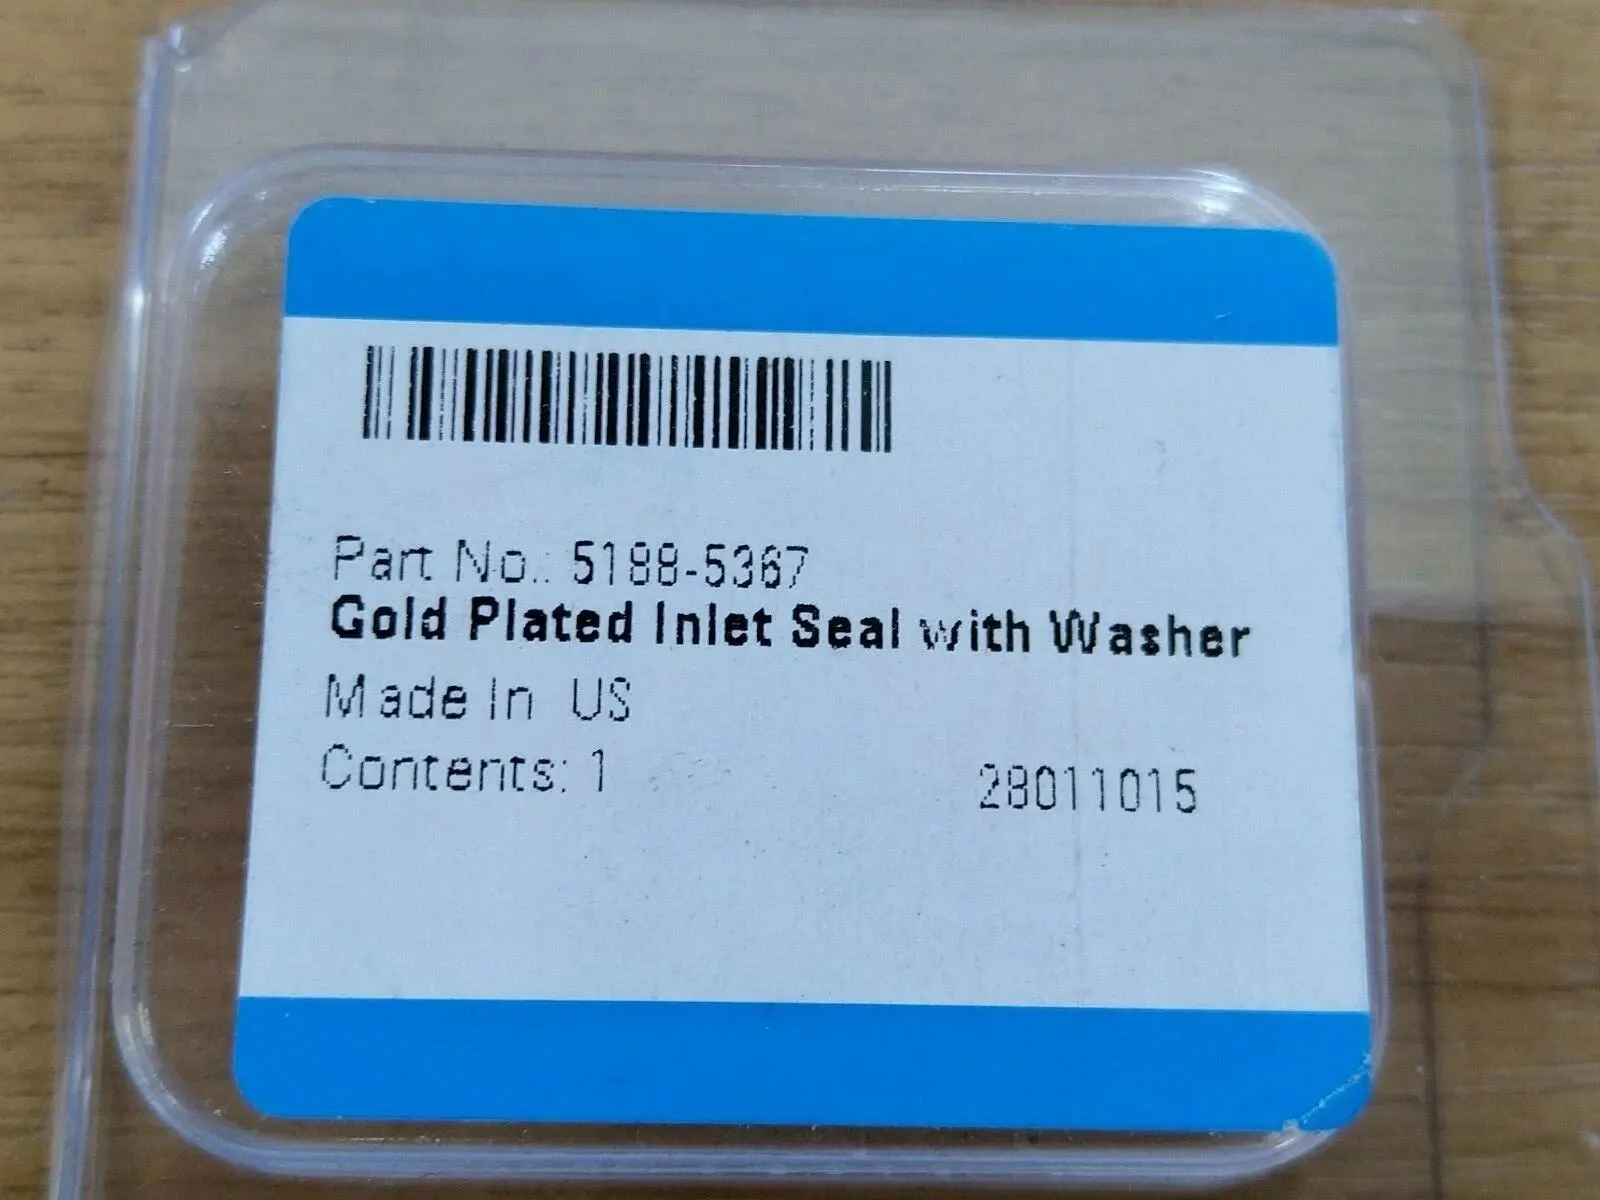 Part No.: 5188-5367
Gold Plated Inlet Seal with Washer
Made In US
Contents: 1 28011015